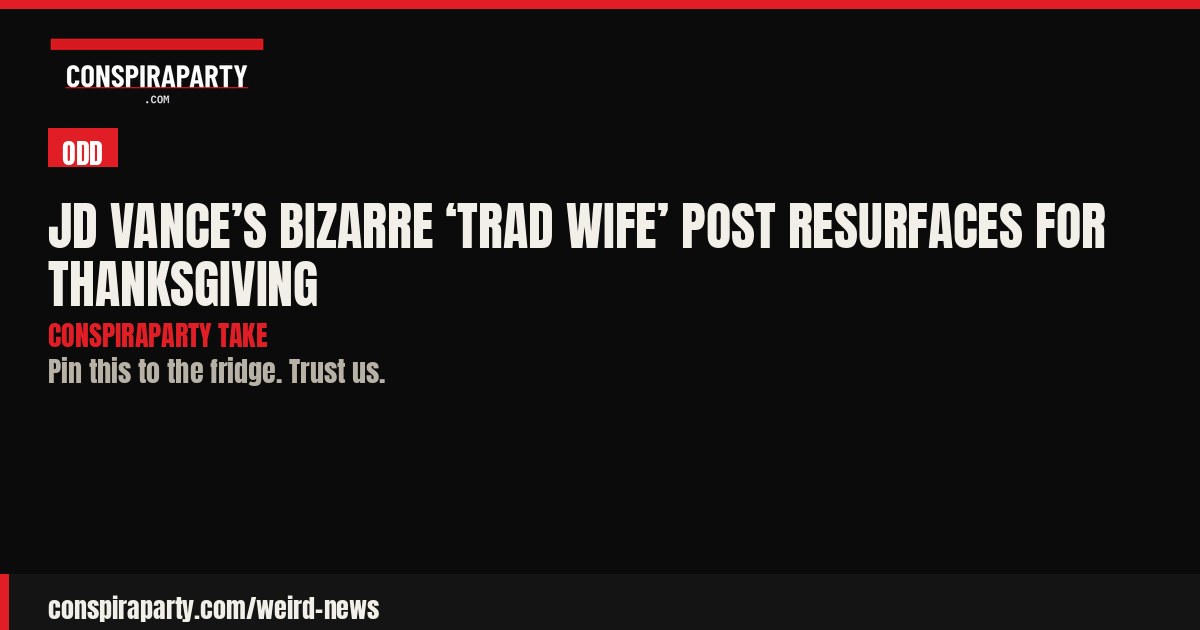 CONSPIRAPARTY
.COM
ODD
JD VANCE’S BIZARRE ‘TRAD WIFE’ POST RESURFACES FOR
THANKSGIVING
CONSPIRAPARTY TAKE
Pin this to the fridge. Trust us.
conspiraparty.com/weird-news